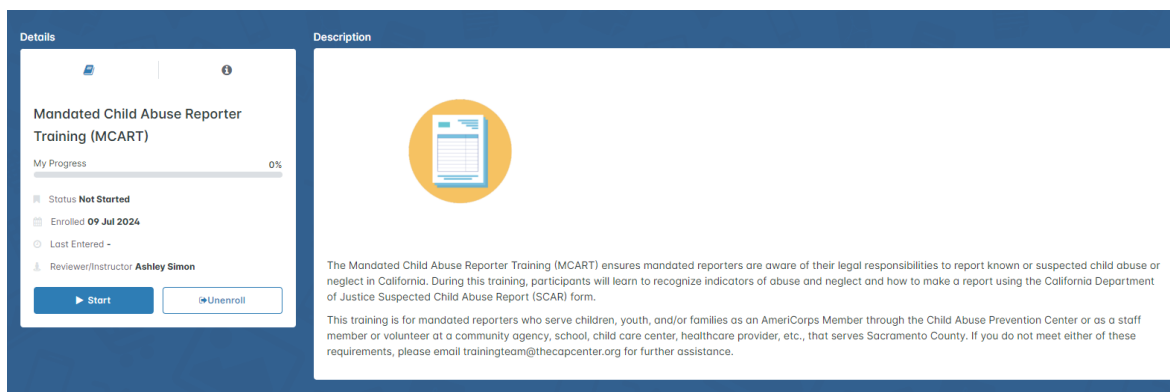 Details
Mandated Child Abuse Reporter
Training (MCART)
My Progress 0%
Status Not Started
Enrolled 09 Jul 2024
Last Entered -
Reviewer/Instructor Ashley Simon
Start Unenroll
Description
The Mandated Child Abuse Reporter Training (MCART) ensures mandated reporters are aware of their legal responsibilities to report known or suspected child abuse or
neglect in California. During this training, participants will learn to recognize indicators of abuse and neglect and how to make a report using the California Department
of Justice Suspected Child Abuse Report (SCAR) form.
This training is for mandated reporters who serve children, youth, and/or families as an AmeriCorps Member through the Child Abuse Prevention Center or as a staff
member or volunteer at a community agency, school, child care center, healthcare provider, etc., that serves Sacramento County. If you do not meet either of these
requirements, please email trainingteam@thecapcenter.org for further assistance.